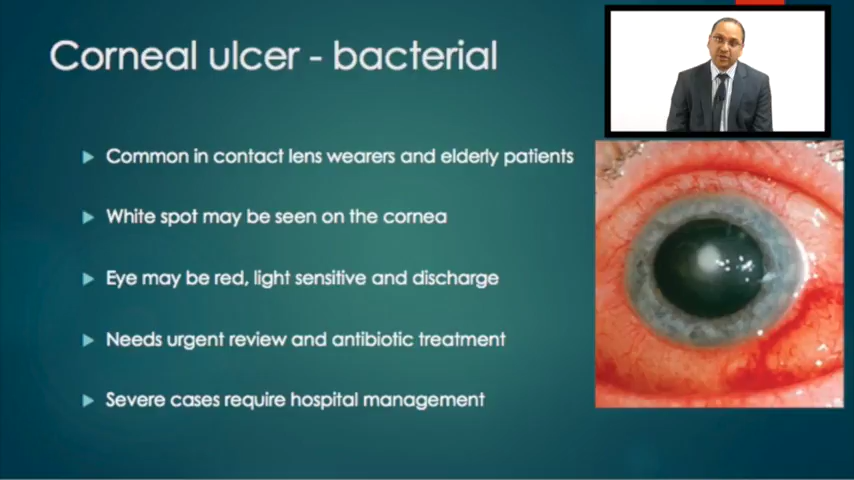 Corneal ulcer - bacterial
Common in contact lens wearers and elderly patients
White spot may be seen on the cornea
Eye may be red, light sensitive and discharge
Needs urgent review and antibiotic treatment
Severe cases require hospital management